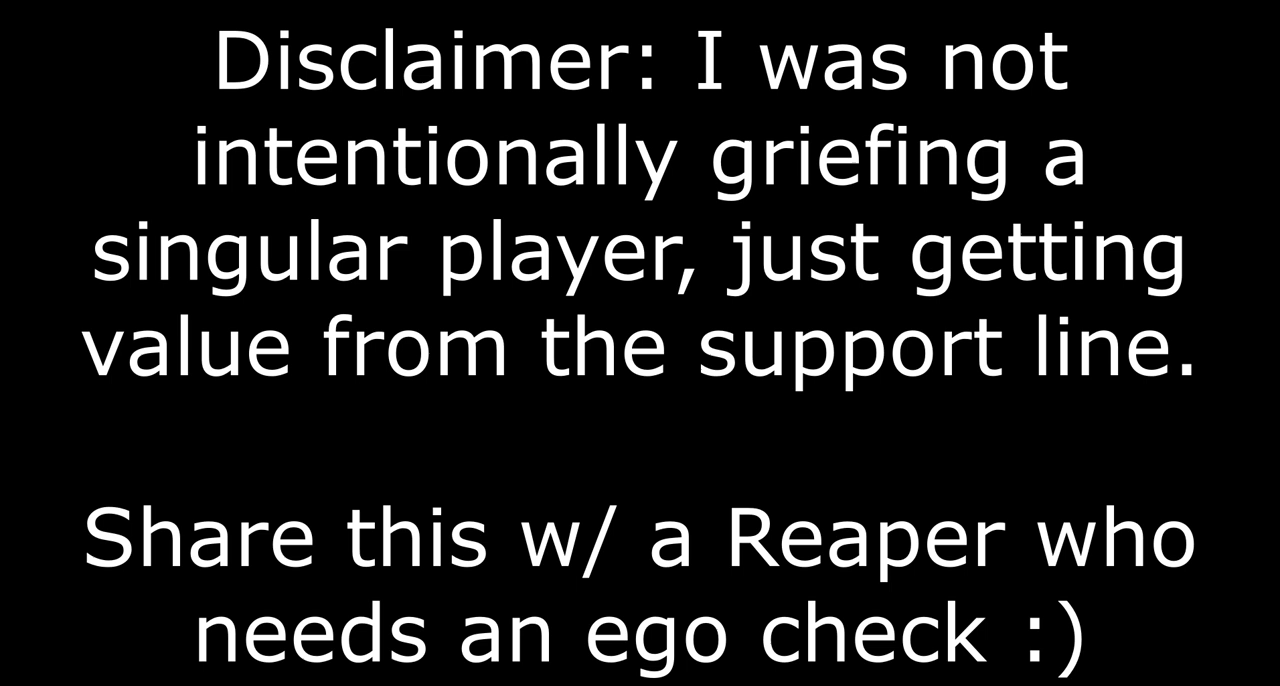 Disclaimer: I was not
intentionally griefing a
singular player, just getting
value from the support line.
Share this w/ a Reaper who
needs an ego check :)